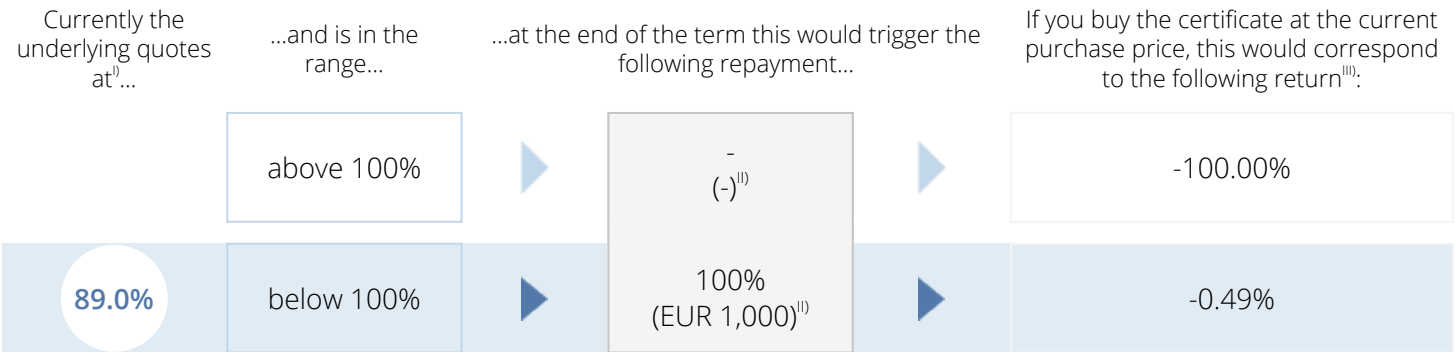 Currently the
underlying quotes
at^I)...
...and is in the
range...
...at the end of the term this would trigger the
following repayment...
If you buy the certificate at the current
purchase price, this would correspond
to the following return^III):
above 100%
-
(-)^II)
-100.00%
89.0%
below 100%
100%
(EUR 1,000)^II)
-0.49%